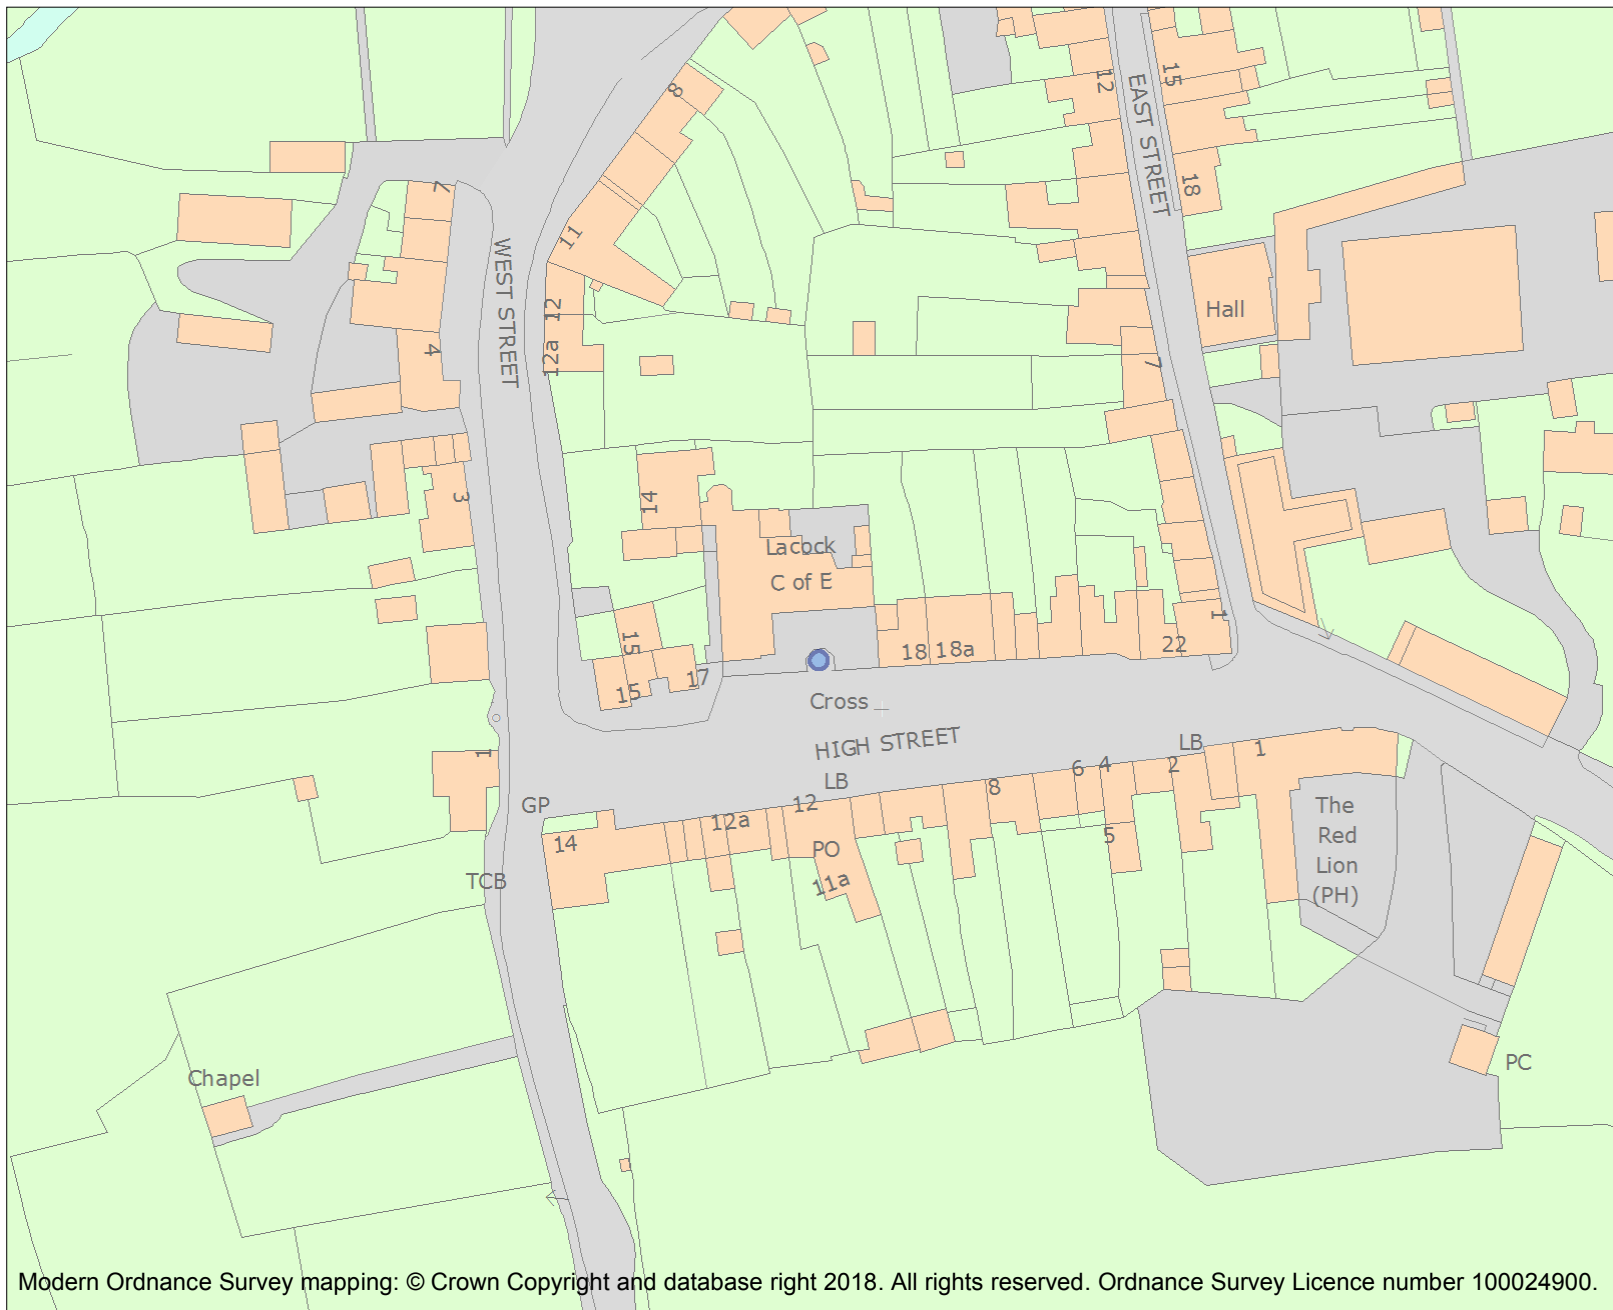 8
12
15
EAST STREET
18
7
11
WEST STREET
12
12a
4
Hall
7
3
14
Lacock
C of E
1
15
18 18a
22
15
17
Cross
HIGH STREET
LB
1
1
LB
6 4
2
8
12
12a
GP
14
PO
11a
5
The
Red
Lion
(PH)
TCB
Chapel
PC
Modern Ordnance Survey mapping: © Crown Copyright and database right 2018. All rights reserved. Ordnance Survey Licence number 100024900.